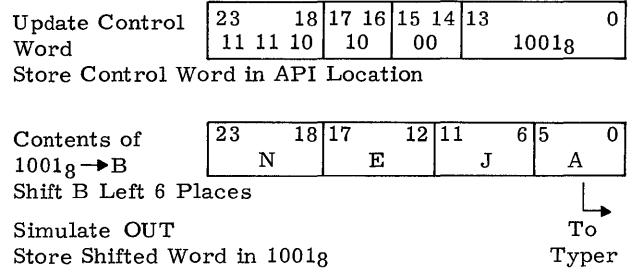 Update Control 23 18 17 16 15 14 13 0
Word 11 11 10 10 00 1001₈
Store Control Word in API Location
Contents of 23 18 17 12 11 6 5 0
1001₈→B N E J A
Shift B Left 6 Places
Simulate OUT To
Store Shifted Word in 1001₈ Typer